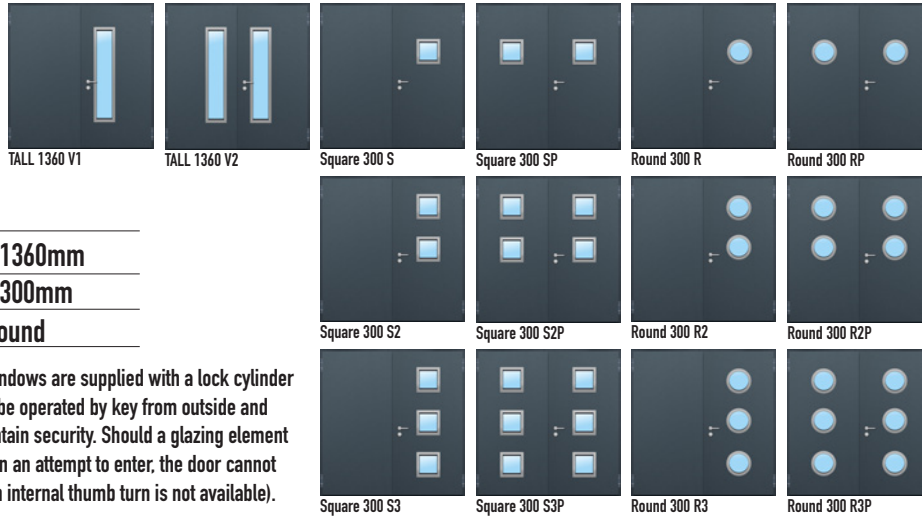 TALL 1360 V1
TALL 1360 V2
Square 300 S
Square 300 SP
Round 300 R
Round 300 RP
1360mm
300mm
ound
Square 300 S2
Square 300 S2P
Round 300 R2
Round 300 R2P
ndows are supplied with a lock cylinder
be operated by key from outside and
ntain security. Should a glazing element
n an attempt to enter, the door cannot
n internal thumb turn is not available).
Square 300 S3
Square 300 S3P
Round 300 R3
Round 300 R3P